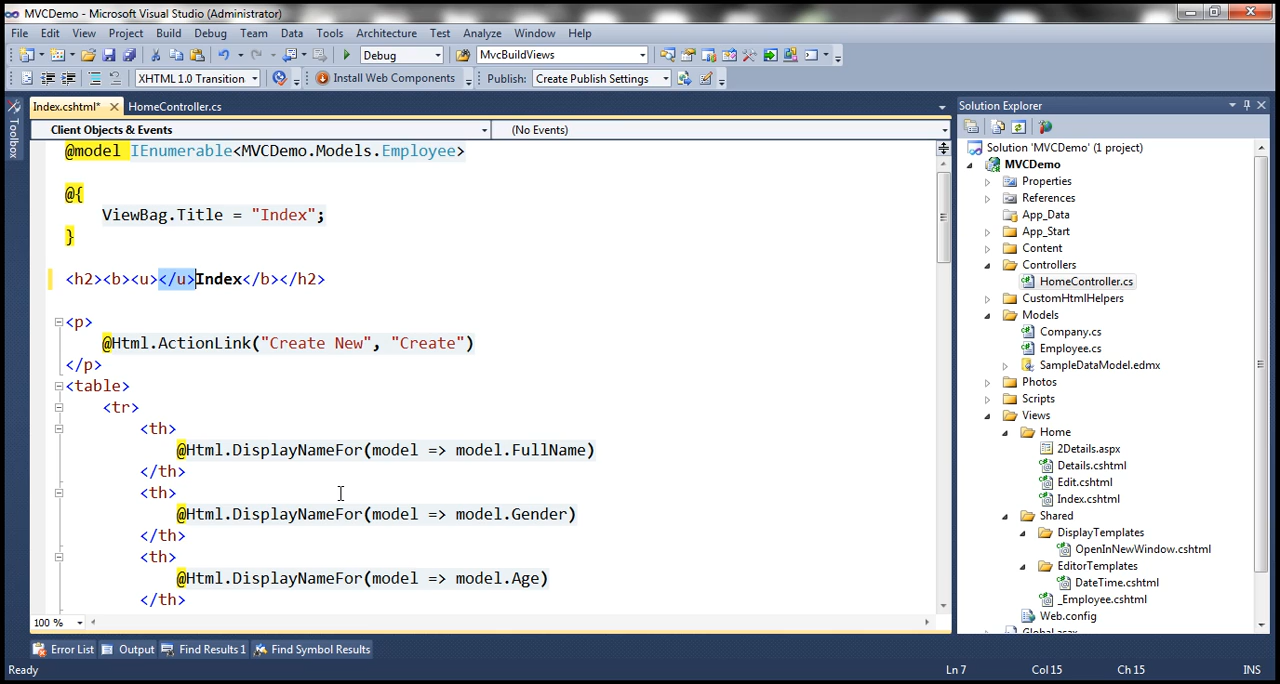 MVCDemo - Microsoft Visual Studio (Administrator)
File Edit View Project Build Debug Team Data Tools Architecture Test Analyze Window Help
Debug MvcBuildViews
XHTML 1.0 Transition Install Web Components Publish: Create Publish Settings
Index.cshtml* HomeController.cs
Toolbox
Client Objects & Events (No Events)
@model IEnumerable<MVCDemo.Models.Employee>
@{
ViewBag.Title = "Index";
}
<h2><b><u></u>Index</b></h2>
<p>
@Html.ActionLink("Create New", "Create")
</p>
<table>
<tr>
<th>
@Html.DisplayNameFor(model => model.FullName)
</th>
<th>
@Html.DisplayNameFor(model => model.Gender)
</th>
<th>
@Html.DisplayNameFor(model => model.Age)
</th>
100 %
Solution Explorer
Solution 'MVCDemo' (1 project)
MVCDemo
Properties
References
App_Data
App_Start
Content
Controllers
HomeController.cs
CustomHtmlHelpers
Models
Company.cs
Employee.cs
SampleDataModel.edmx
Photos
Scripts
Views
Home
2Details.aspx
Details.cshtml
Edit.cshtml
Index.cshtml
Shared
DisplayTemplates
OpenInNewWindow.cshtml
EditorTemplates
DateTime.cshtml
_Employee.cshtml
Web.config
Global.asax
Error List Output Find Results 1 Find Symbol Results
Ready Ln 7 Col 15 Ch 15 INS